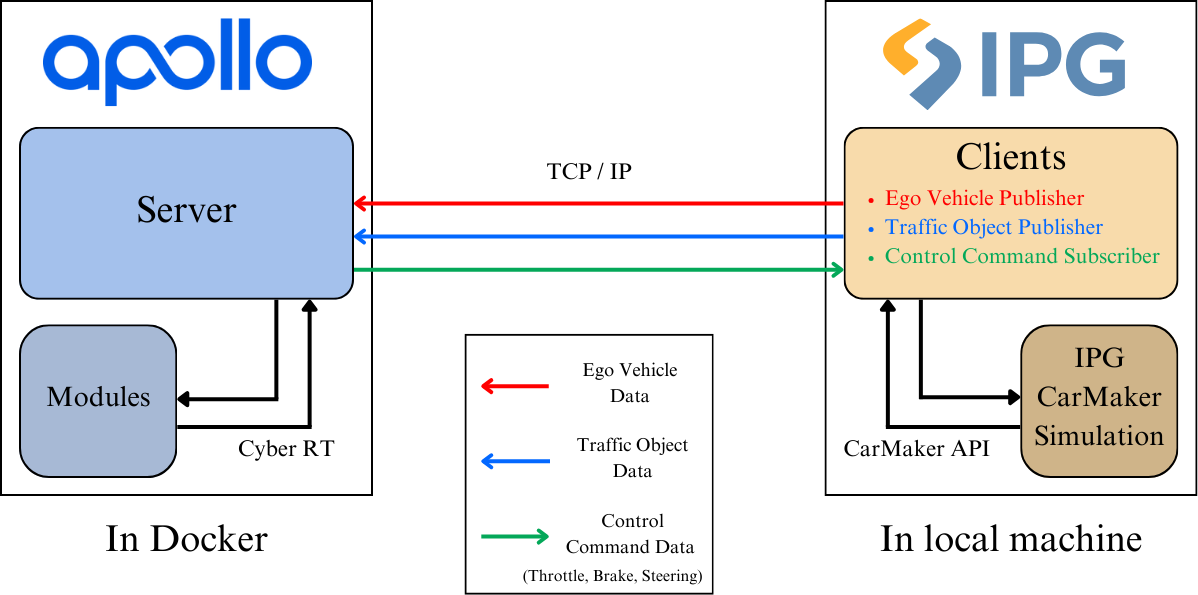 apollo
Server
Modules
Cyber RT
In Docker
TCP / IP
Ego Vehicle
Data
Traffic Object
Data
Control
Command Data
(Throttle, Brake, Steering)
IPG
Clients
• Ego Vehicle Publisher
• Traffic Object Publisher
• Control Command Subscriber
IPG
CarMaker
Simulation
CarMaker API
In local machine